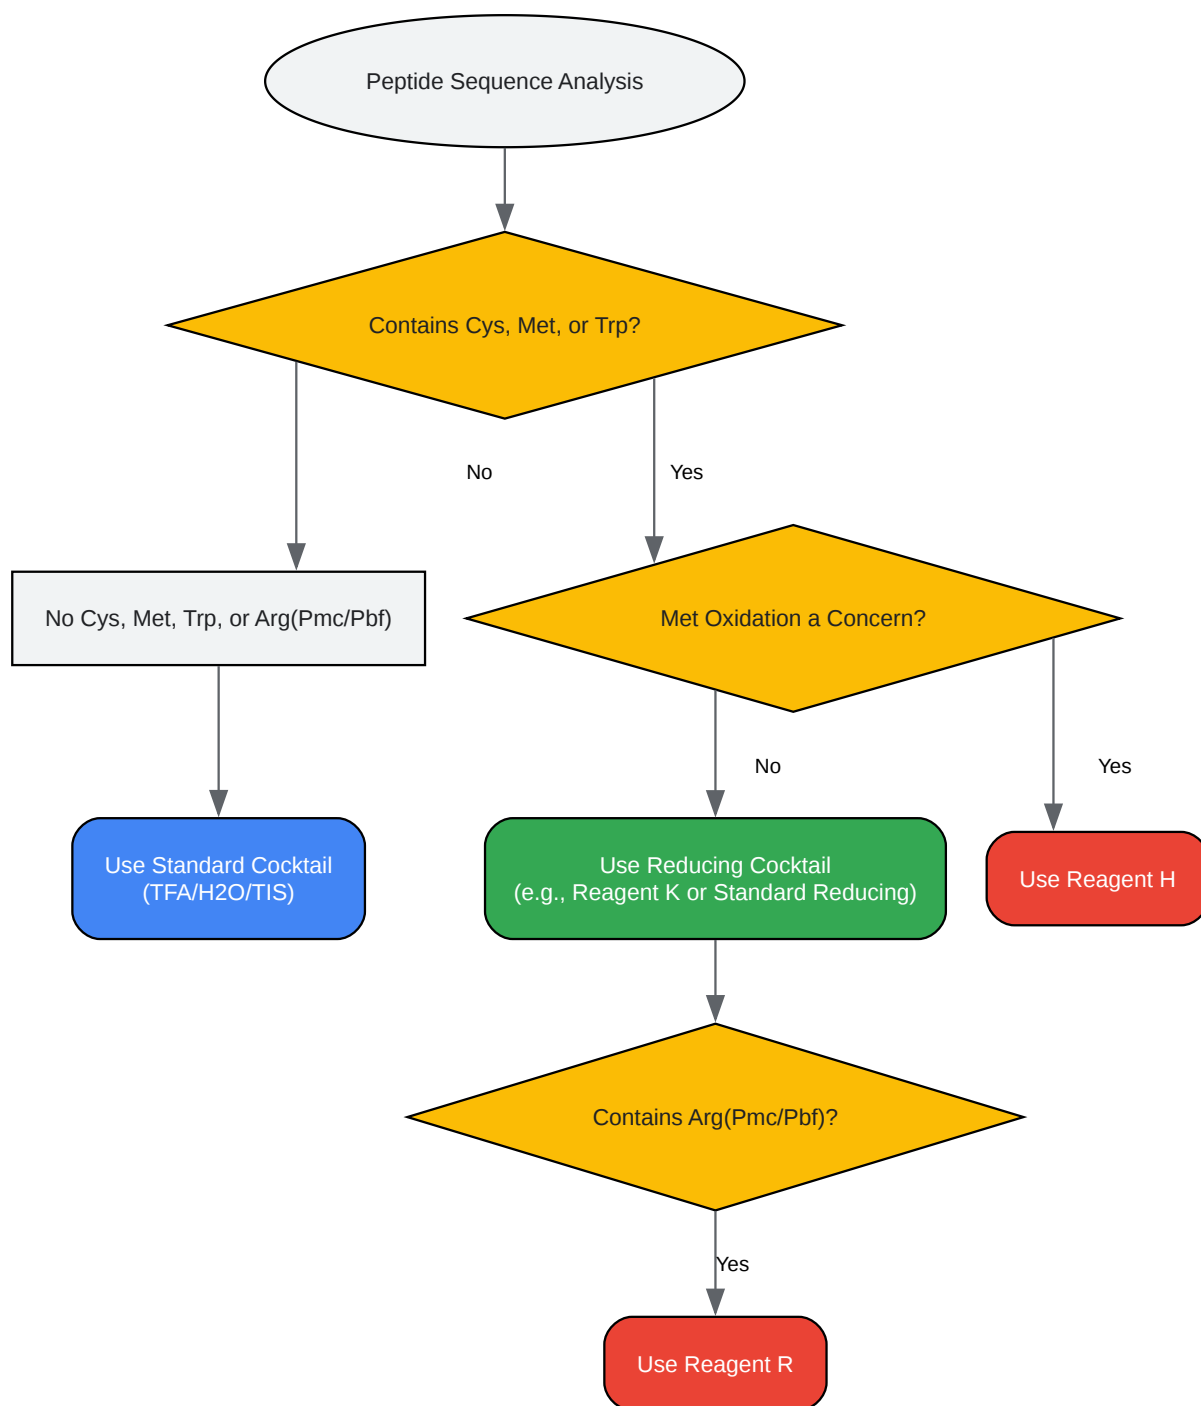 Peptide Sequence Analysis
Contains Cys, Met, or Trp?
No
Yes
No Cys, Met, Trp, or Arg(Pmc/Pbf)
Met Oxidation a Concern?
No
Yes
Use Standard Cocktail
(TFA/H2O/TIS)
Use Reducing Cocktail
(e.g., Reagent K or Standard Reducing)
Use Reagent H
Contains Arg(Pmc/Pbf)?
Yes
Use Reagent R